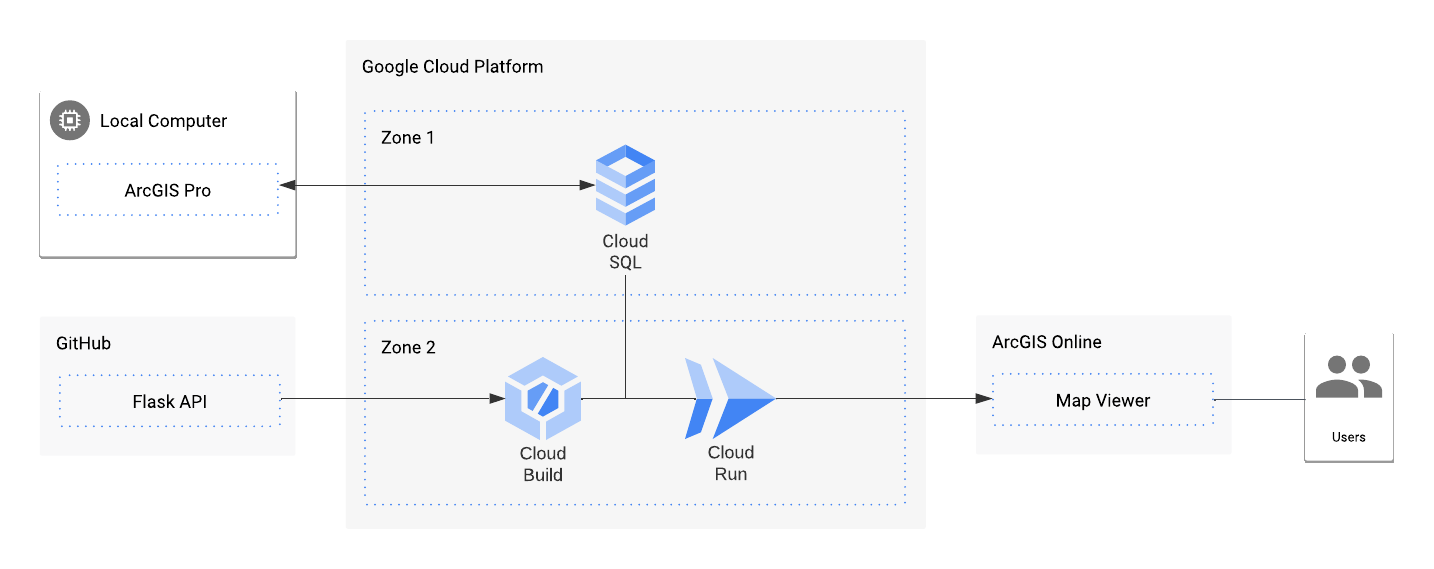 Google Cloud Platform
Local Computer
ArcGIS Pro
Zone 1
Cloud
SQL
GitHub
Flask API
Zone 2
Cloud
Build
Cloud
Run
ArcGIS Online
Map Viewer
Users